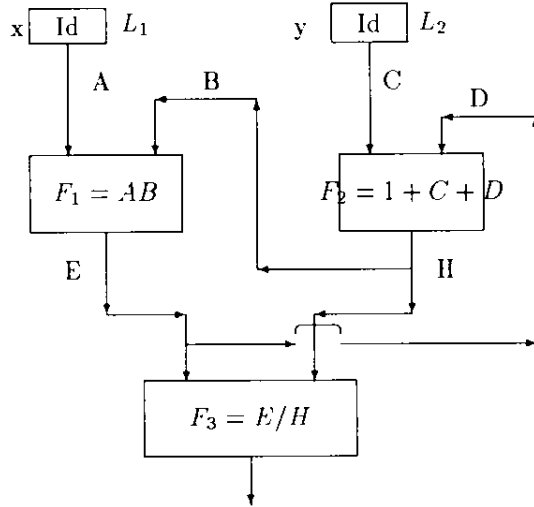 x Id L₁ y Id L₂
A B C D
F₁ = AB F₂ = 1 + C + D
E H
F₃ = E/H